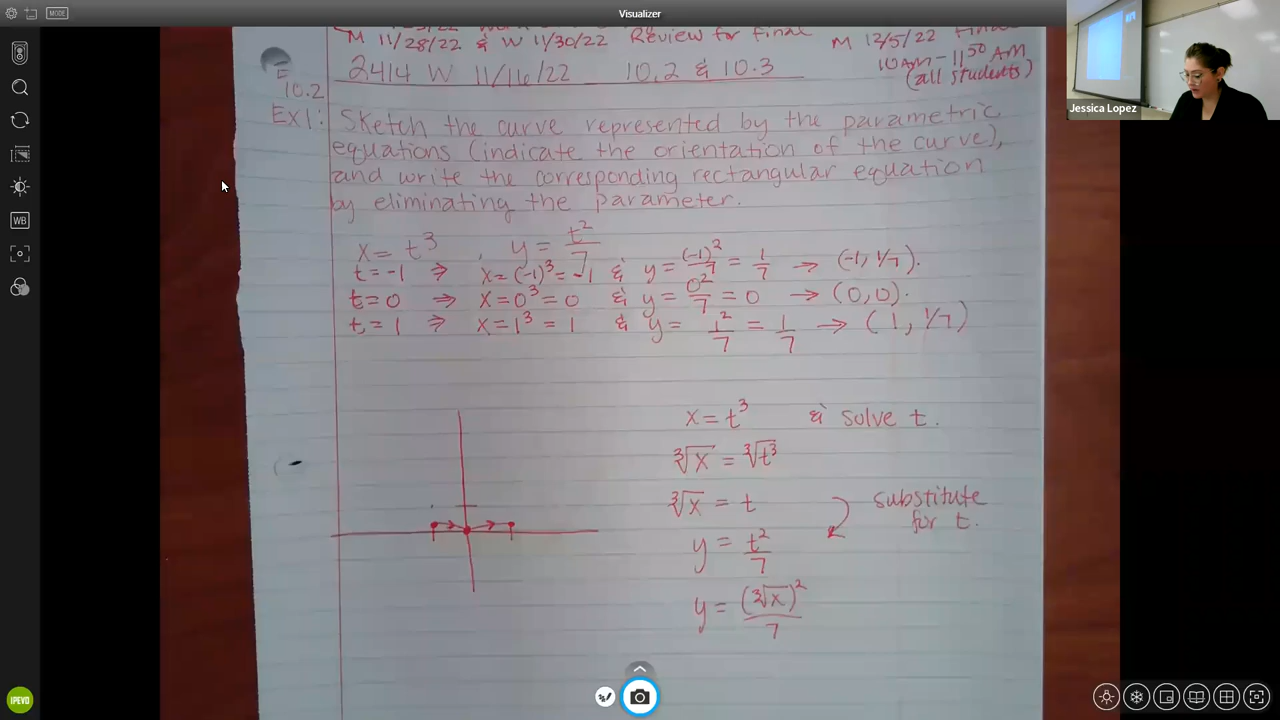 MODE
Visualizer
M 11/28/22 & W 11/30/22 Review for final
M 12/5/22
10 AM - 11 50 AM
(all students)
2414 W 11/16/22 10.2 & 10.3
10.2
Ex1: Sketch the curve represented by the parametric
equations (indicate the orientation of the curve),
and write the corresponding rectangular equation
by eliminating the parameter.
x = t³ , y = t²/7
t = -1 ⇒ x = (-1)³ = -1 & y = (-1)²/7 = 1/7 → (-1, 1/7).
t = 0 ⇒ x = 0³ = 0 & y = 0²/7 = 0 → (0,0).
t = 1 ⇒ x = 1³ = 1 & y = 1²/7 = 1/7 → (1, 1/7)
x = t³ & solve t.
∛x = ∛t³
∛x = t
substitute
for t.
y = t²/7
y = (∛x)²/7
Jessica Lopez
WB
IPEVO